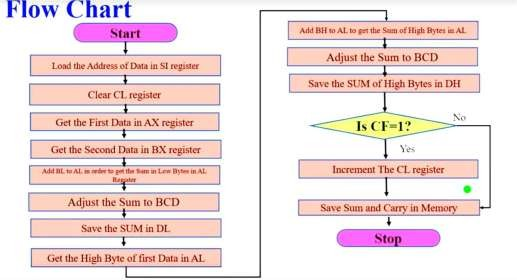 Flow Chart
Start
Load the Address of Data in SI register
Clear CL register
Get the First Data in AX register
Get the Second Data in BX register
Add BL to AL in order to get the Sum in Low Bytes in AL
Register
Adjust the Sum to BCD
Save the SUM in DL
Get the High Byte of first Data in AL
Add BH to AL to get the Sum of High Bytes in AL
Adjust the Sum to BCD
Save the SUM of High Bytes in DH
Is CF=1?
No
Yes
Increment The CL register
Save Sum and Carry in Memory
Stop